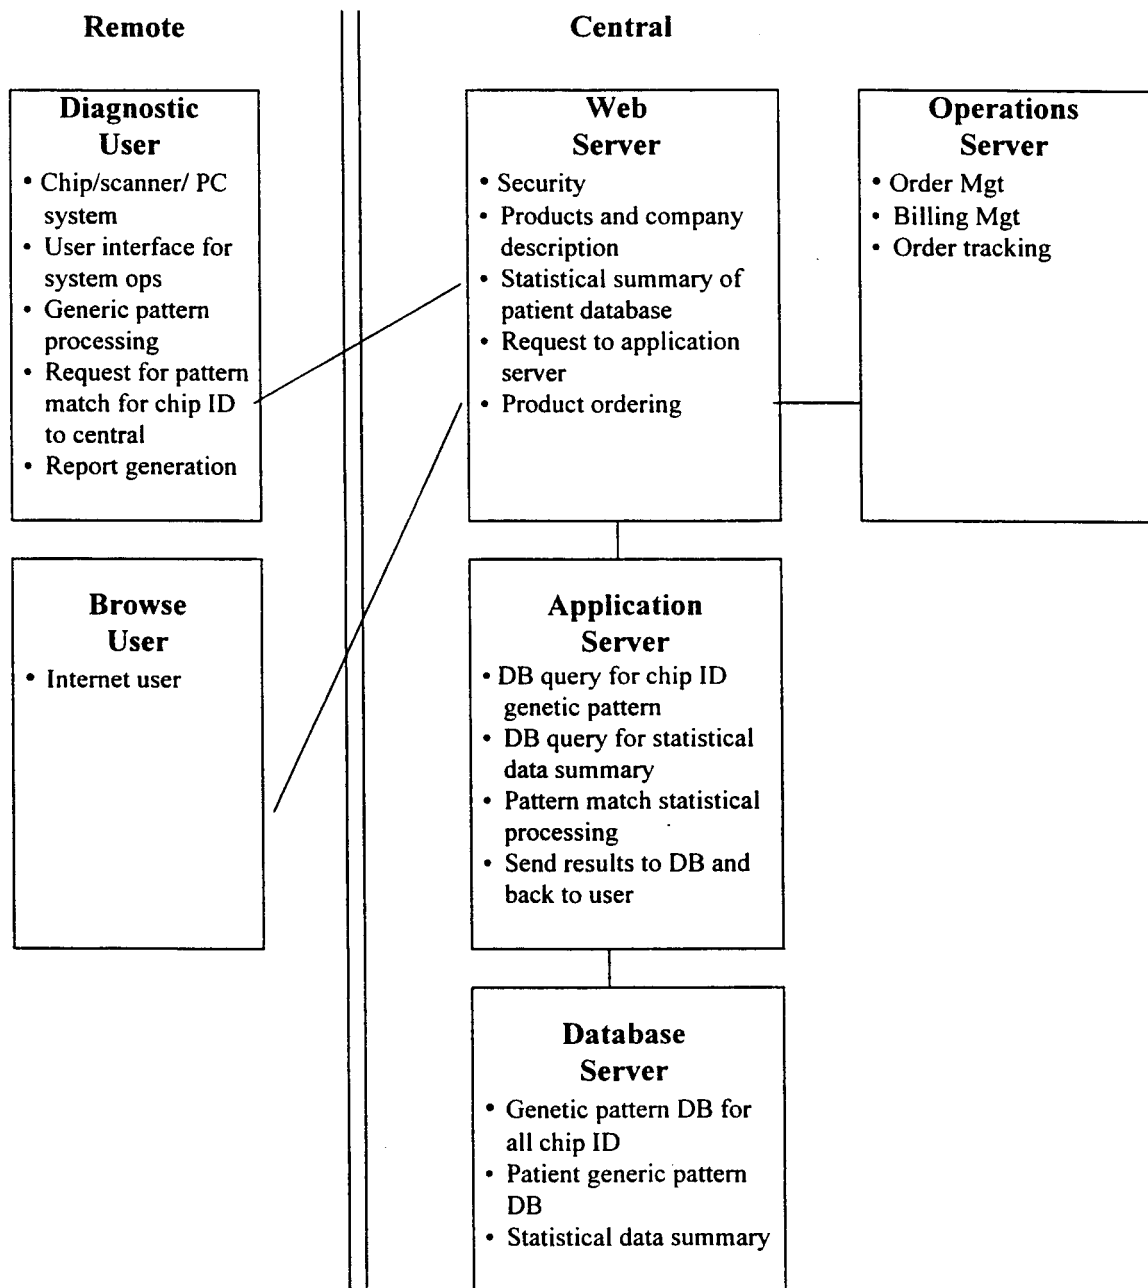 Remote
Central
Diagnostic
User
• Chip/scanner/ PC
system
• User interface for
system ops
• Generic pattern
processing
• Request for pattern
match for chip ID
to central
• Report generation
Web
Server
• Security
• Products and company
description
• Statistical summary of
patient database
• Request to application
server
• Product ordering
Operations
Server
• Order Mgt
• Billing Mgt
• Order tracking
Browse
User
• Internet user
Application
Server
• DB query for chip ID
genetic pattern
• DB query for statistical
data summary
• Pattern match statistical
processing
• Send results to DB and
back to user
Database
Server
• Genetic pattern DB for
all chip ID
• Patient generic pattern
DB
• Statistical data summary